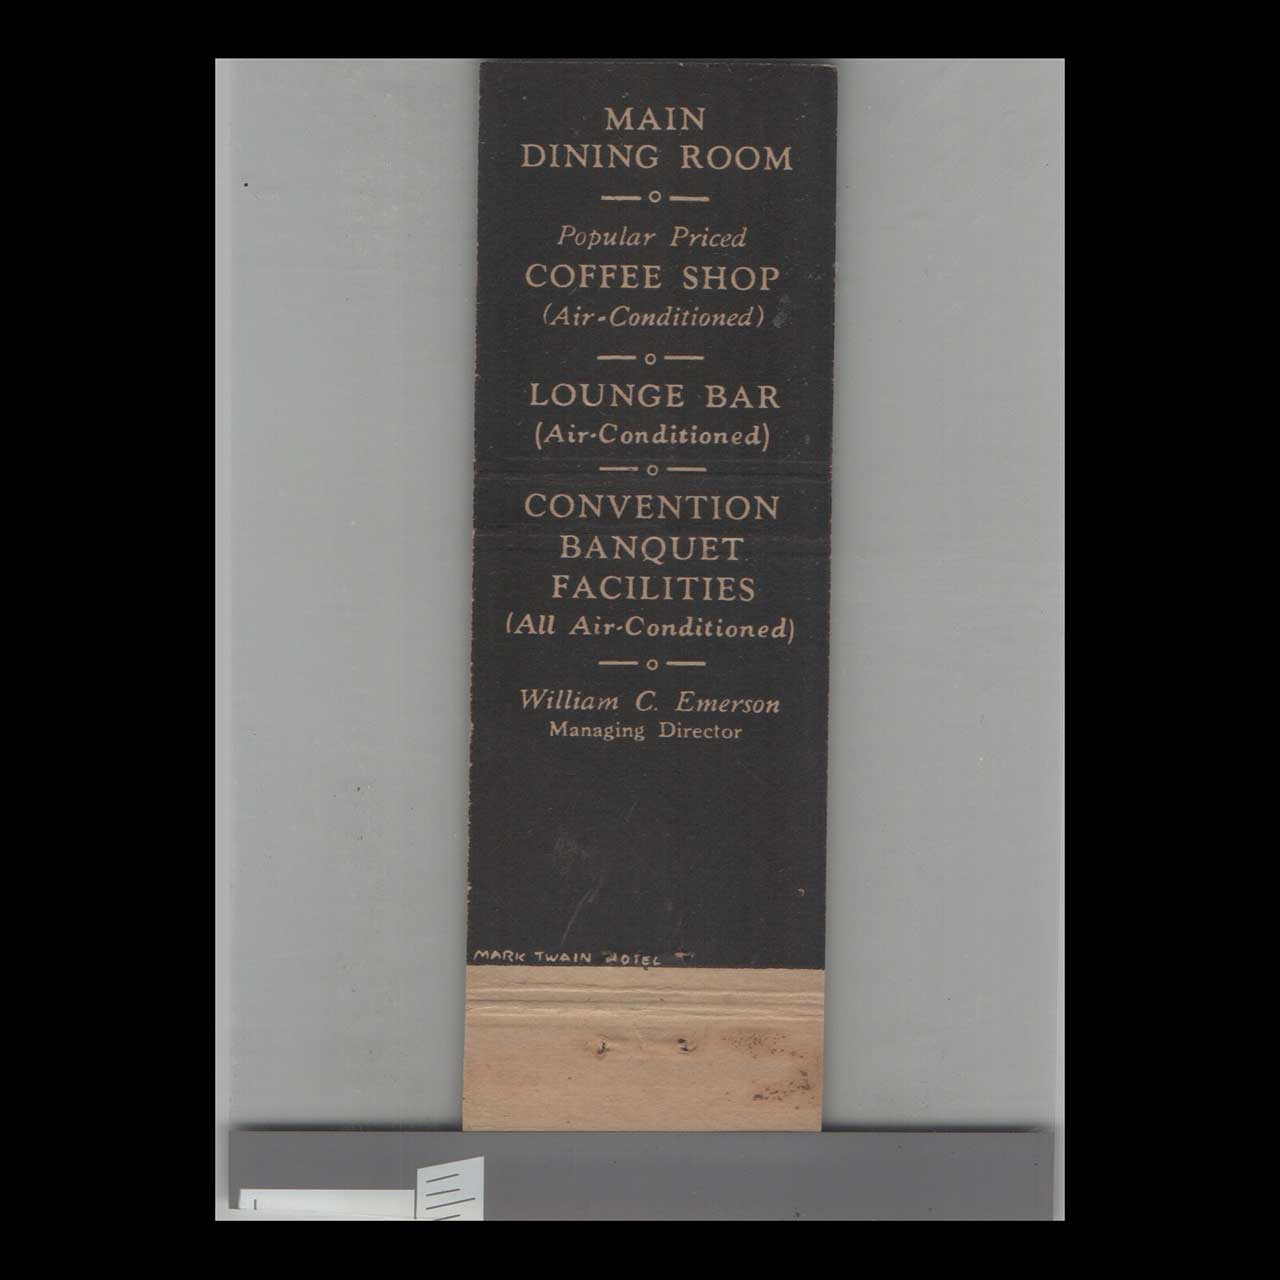 MAIN
DINING ROOM
Popular Priced
COFFEE SHOP
(Air-Conditioned)
LOUNGE BAR
(Air-Conditioned)
CONVENTION
BANQUET
FACILITIES
(All Air-Conditioned)
William C. Emerson
Managing Director
MARK TWAIN HOTEL